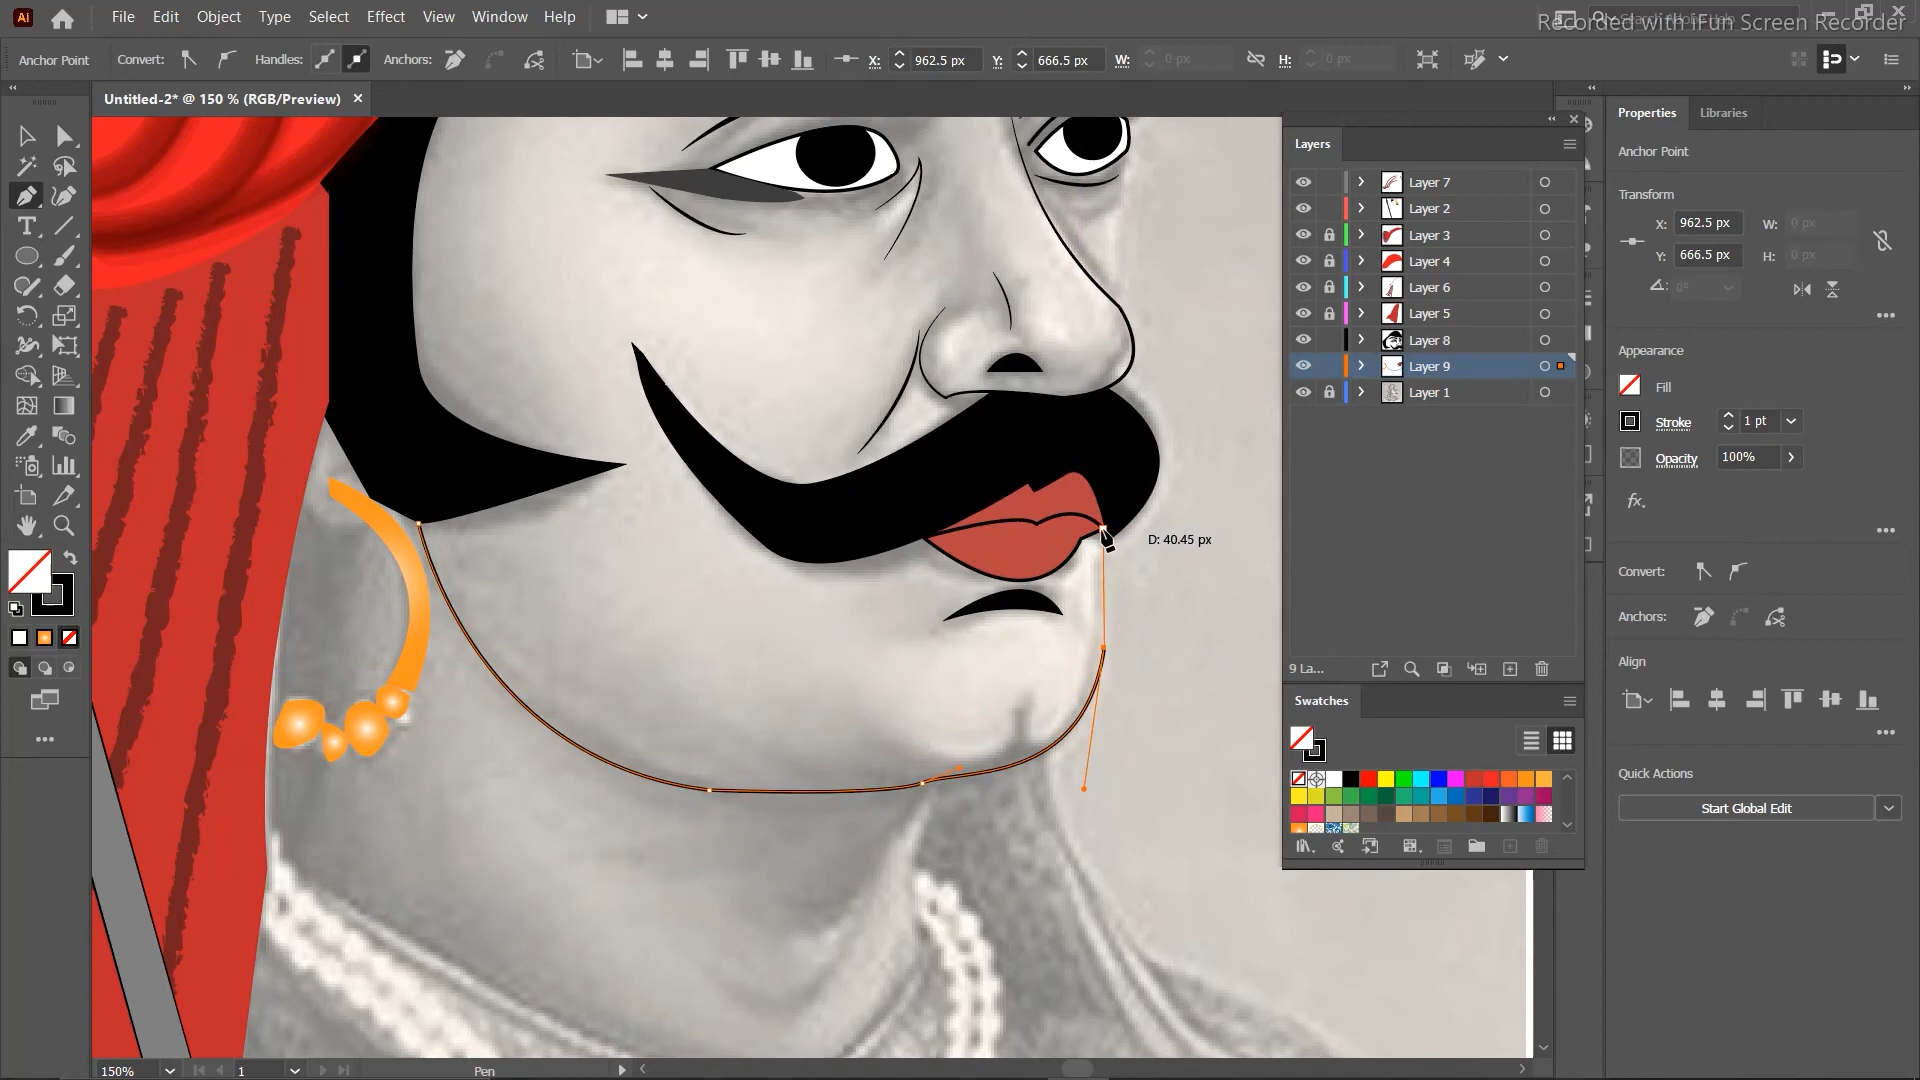 Ai File Edit Object Type Select Effect View Window Help
Search Adobe Help
Recorded with iFun Screen Recorder
Anchor Point Convert: Handles: Anchors: X: 962.5 px Y: 666.5 px W: 0 px H: 0 px
Untitled-2* @ 150 % (RGB/Preview) ×
Layers
Layer 7
Layer 2
Layer 3
Layer 4
Layer 6
Layer 5
Layer 8
Layer 9
Layer 1
9 La...
D: 40.45 px
Swatches
Properties Libraries
Anchor Point
Transform
X: 962.5 px W: 0 px
Y: 666.5 px H: 0 px
0°
Appearance
Fill
Stroke 1 pt
Opacity 100%
fx.
Convert:
Anchors:
Align
Quick Actions
Start Global Edit
150% 1 Pen